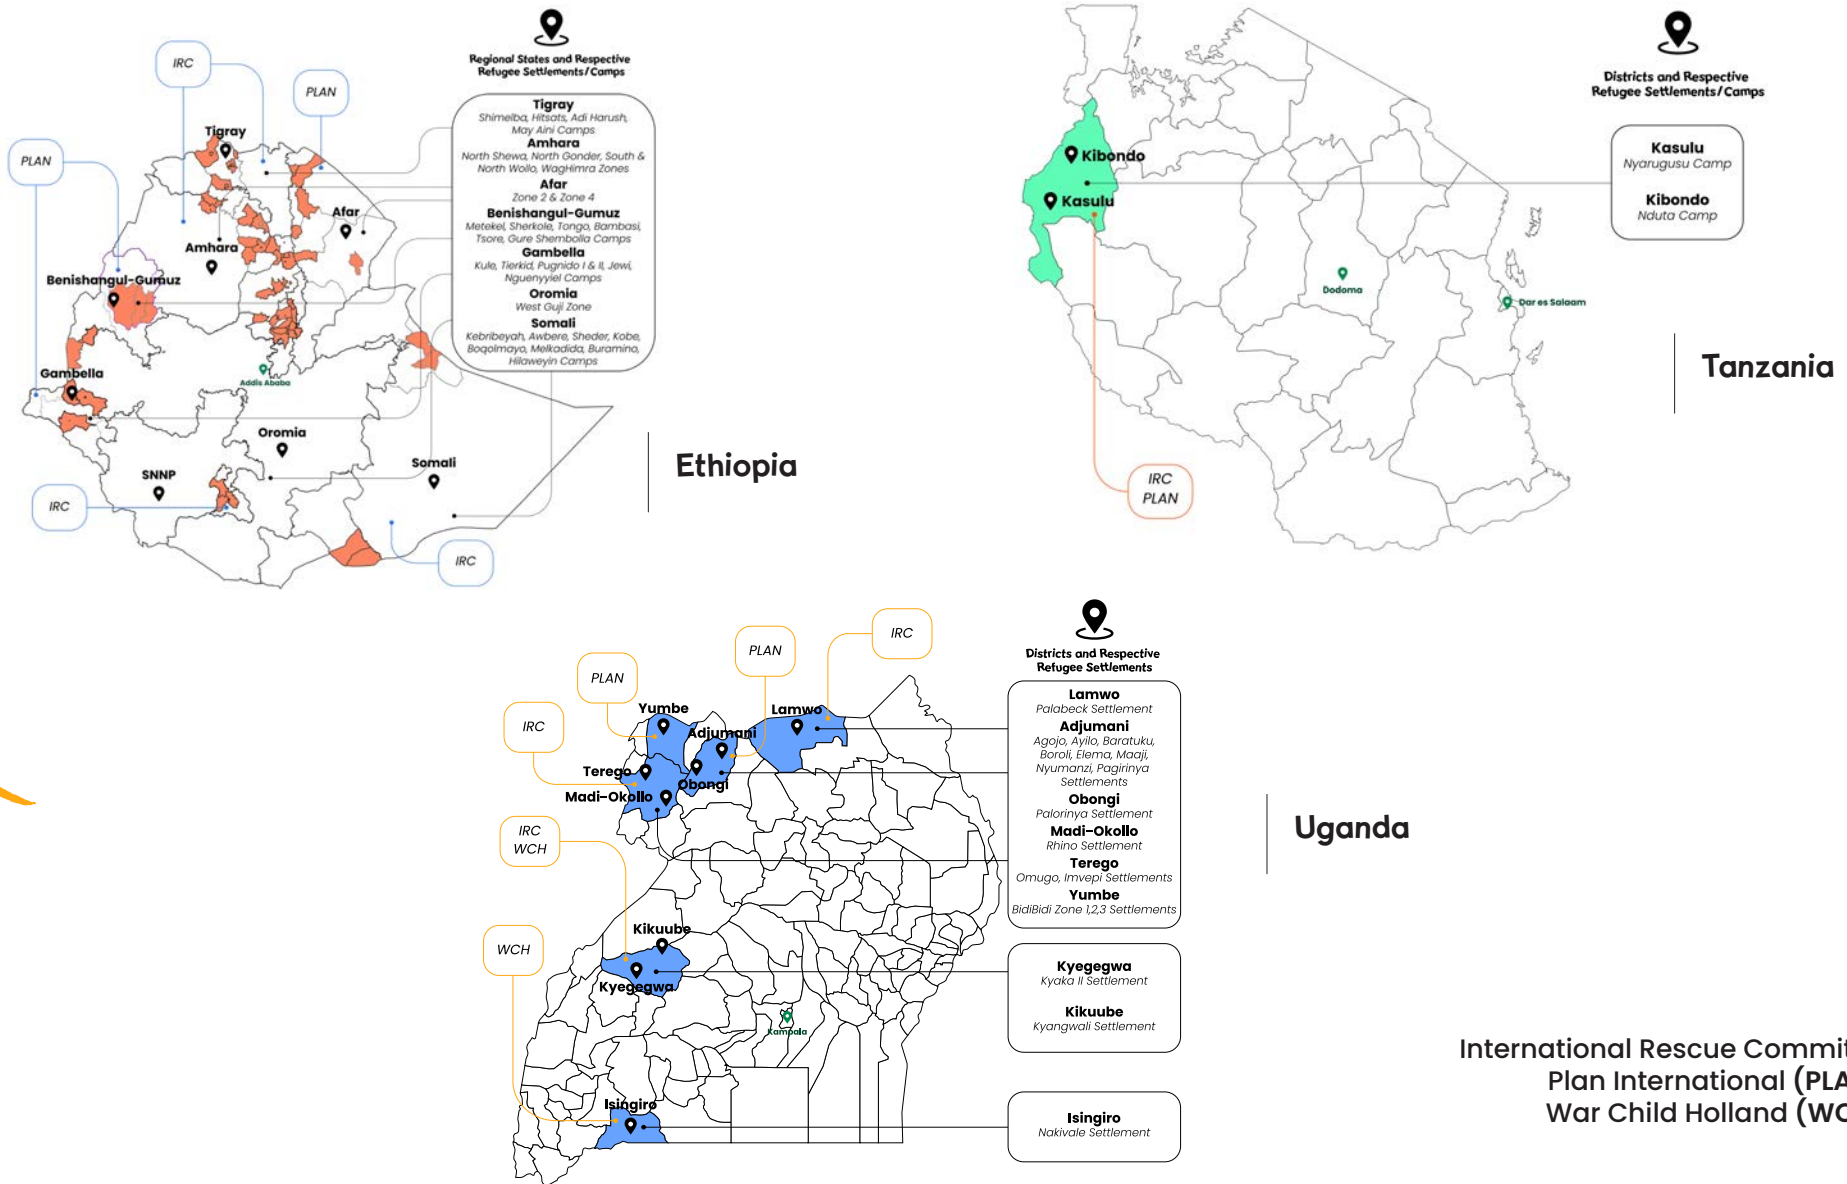 Regional States and Respective
Refugee Settlements/Camps
Tigray
Shimelba, Hitsats, Adi Harush,
May Aini Camps
Amhara
North Shewa, North Gonder, South &
North Wollo, WagHimra Zones
Afar
Zone 2 & Zone 4
Benishangul-Gumuz
Metekel, Sherkole, Tongo, Bambasi,
Tsore, Gure Shembolla Camps
Gambella
Kule, Tierkid, Pugnido I & II, Jewi,
Nguenyyiel Camps
Oromia
West Guji Zone
Somali
Kebribeyah, Awbere, Sheder, Kobe,
Boqolmayo, Melkadida, Buramino,
Hilaweyin Camps
IRC
PLAN
PLAN
Tigray
Afar
Amhara
Benishangul-Gumuz
Gambella
Addis Ababa
Oromia
SNNP
Somali
IRC
IRC
Ethiopia
Districts and Respective
Refugee Settlements/Camps
Kasulu
Nyarugusu Camp
Kibondo
Nduta Camp
Kibondo
Kasulu
Dodoma
Dar es Salaam
IRC
PLAN
Tanzania
Districts and Respective
Refugee Settlements
Lamwo
Palabeck Settlement
Adjumani
Agojo, Ayilo, Baratuku,
Boroli, Elema, Maaji,
Nyumanzi, Pagirinya
Settlements
Obongi
Palorinya Settlement
Madi-Okollo
Rhino Settlement
Terego
Omugo, Imvepi Settlements
Yumbe
BidiBidi Zone 1,2,3 Settlements
Kyegegwa
Kyaka II Settlement
Kikuube
Kyangwali Settlement
Isingiro
Nakivale Settlement
IRC
PLAN
PLAN
IRC
Yumbe
Lamwo
Adjumani
Terego
Obongi
Madi-Okollo
IRC
WCH
WCH
Kikuube
Kyegegwa
Kampala
Isingiro
Uganda
International Rescue Commit
Plan International (PLA
War Child Holland (WC